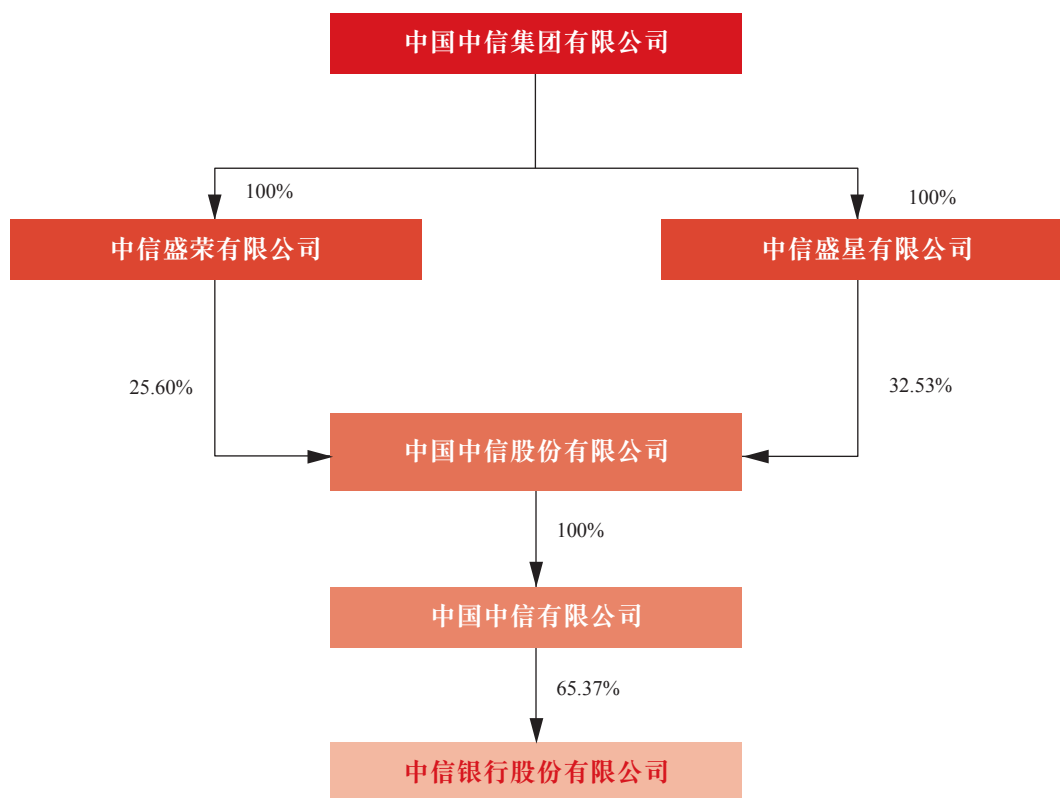 中国中信集团有限公司
100%
100%
中信盛荣有限公司
中信盛星有限公司
25.60%
32.53%
中国中信股份有限公司
100%
中国中信有限公司
65.37%
中信银行股份有限公司